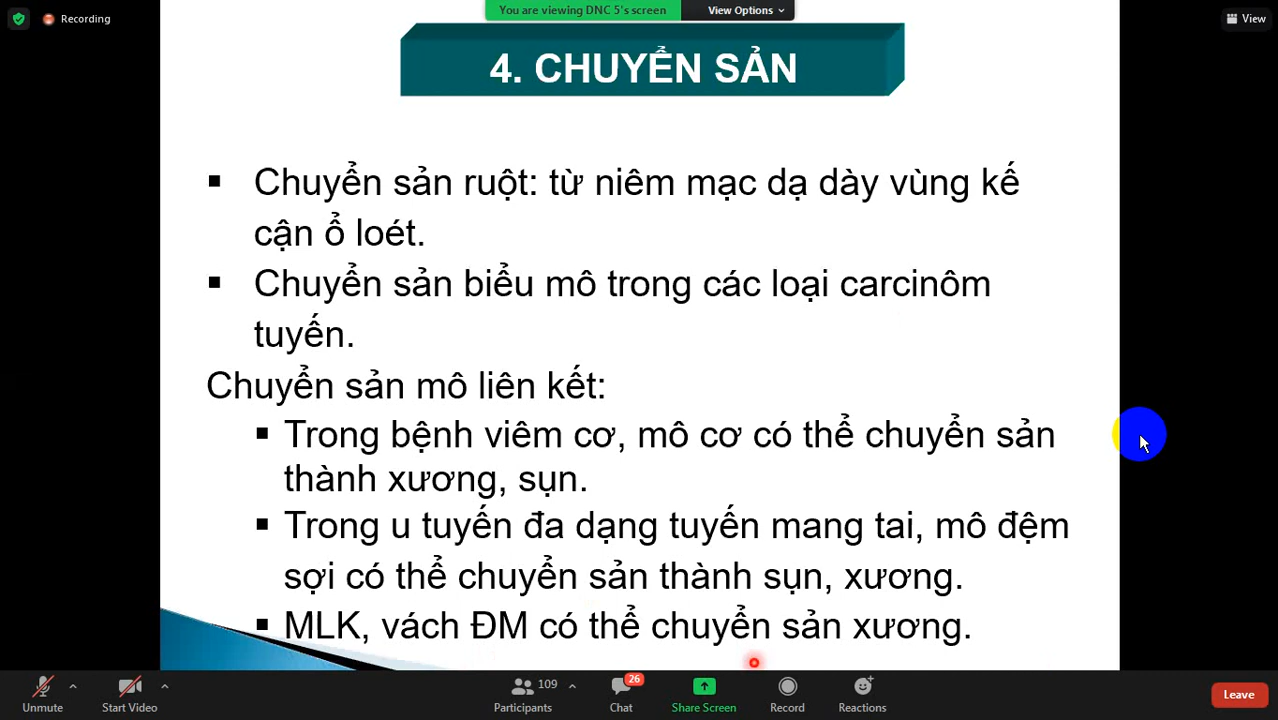 You are viewing DNC 5's screen View Options
Recording
View
4. CHUYỂN SẢN
▪ Chuyển sản ruột: từ niêm mạc dạ dày vùng kế
cận ổ loét.
▪ Chuyển sản biểu mô trong các loại carcinôm
tuyến.
Chuyển sản mô liên kết:
▪ Trong bệnh viêm cơ, mô cơ có thể chuyển sản
thành xương, sụn.
▪ Trong u tuyến đa dạng tuyến mang tai, mô đệm
sợi có thể chuyển sản thành sụn, xương.
▪ MLK, vách ĐM có thể chuyển sản xương.
109 26
Unmute Start Video Participants Chat Share Screen Record Reactions Leave